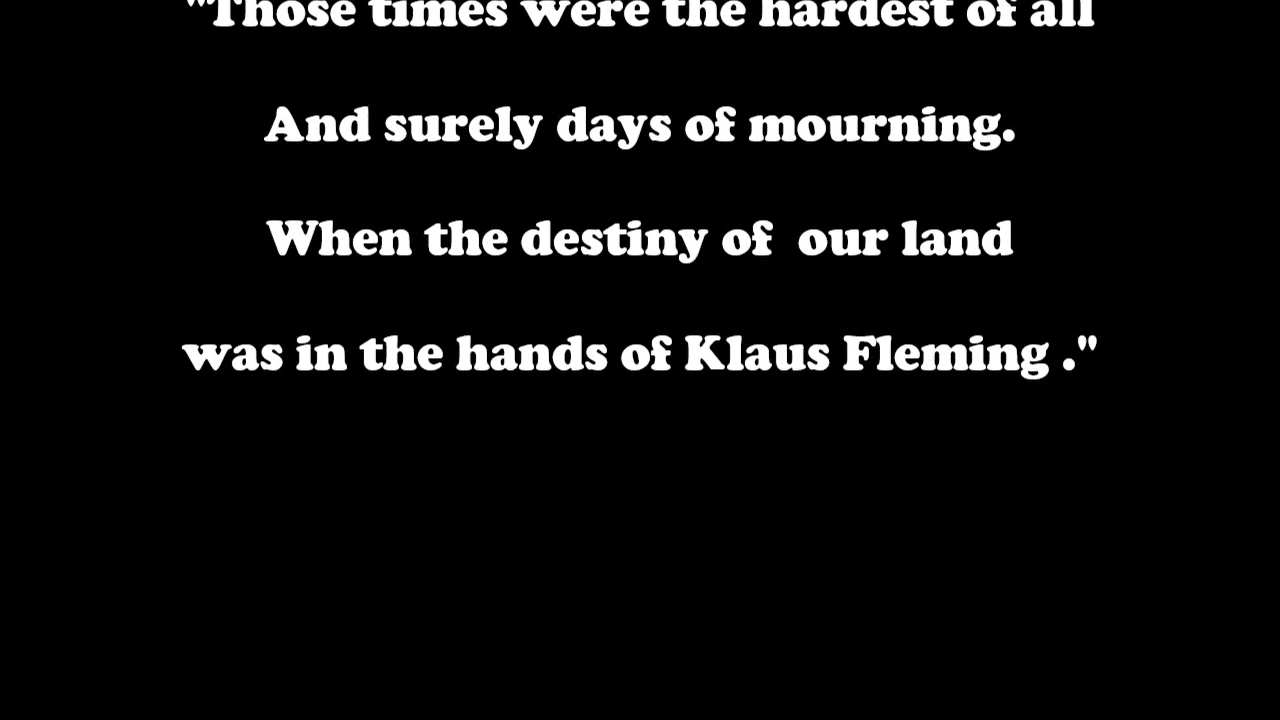 "Those times were the hardest of all
And surely days of mourning.
When the destiny of  our land
was in the hands of Klaus Fleming ."